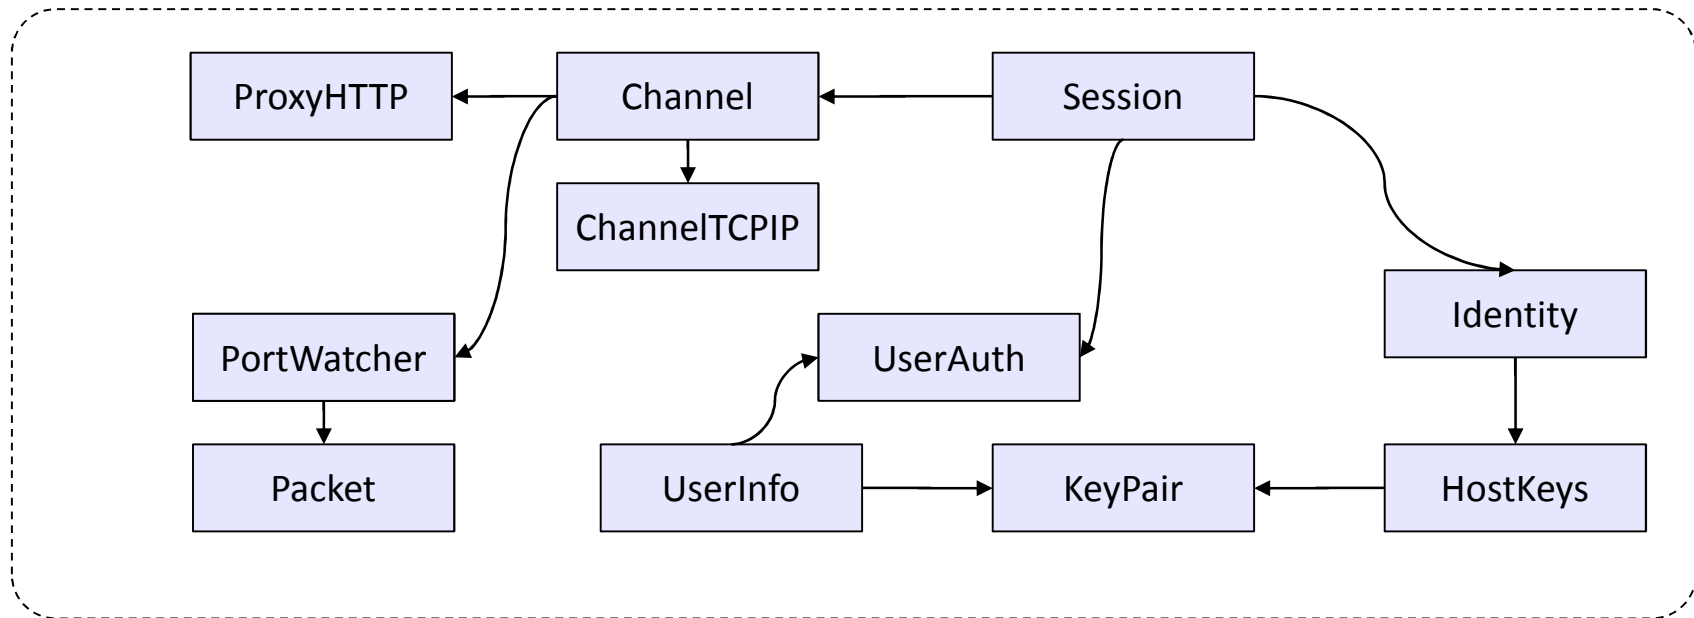 ProxyHTTP
Channel
Session
ChannelTCPIP
Identity
PortWatcher
UserAuth
Packet
UserInfo
KeyPair
HostKeys